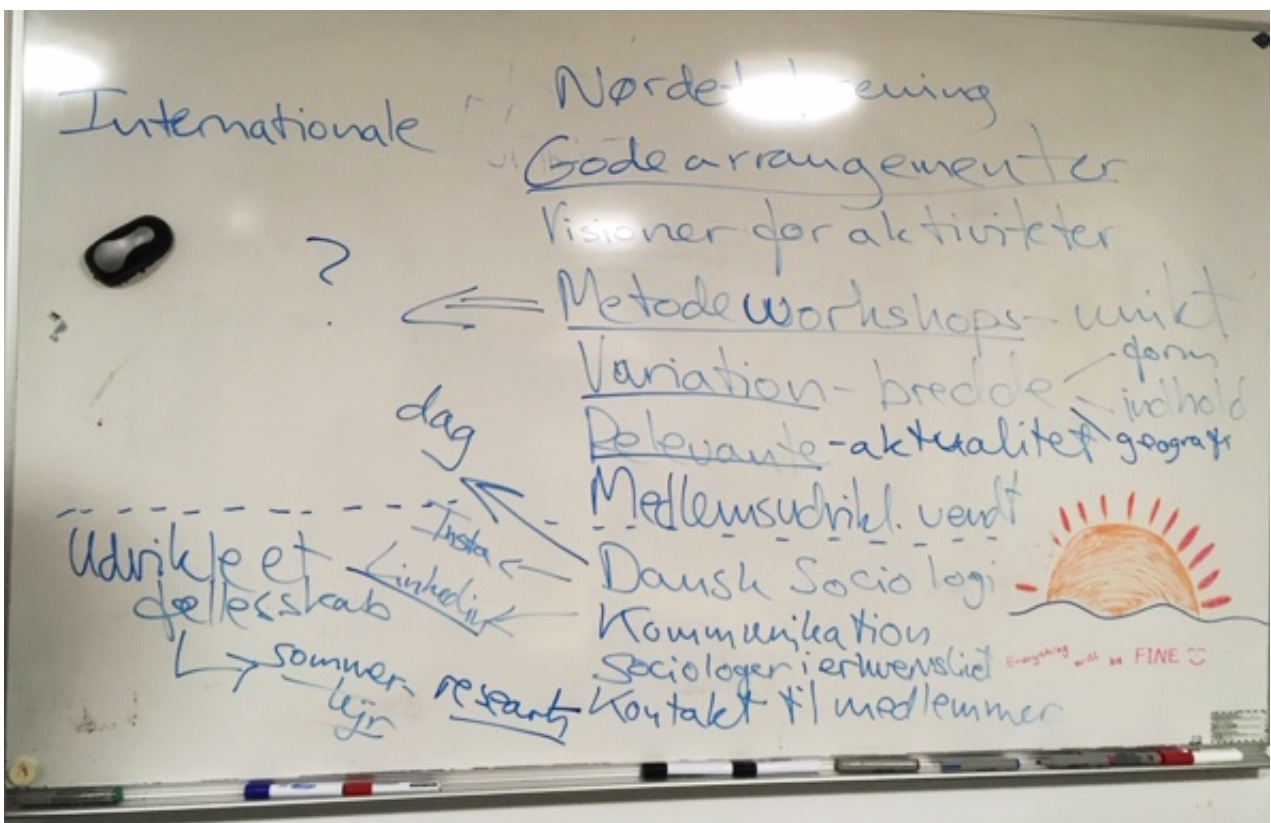 Internationale
?
dag
Insta
Linkedin
Udvikle et
fællesskab
sommer-
lejr
research
Gode arrangementer
Visioner for aktiviteter
Metodeworkshops - unikt
Variation - bredde
form
indhold
geografi
Relevante - aktualitet
Medlemsudvikl. vendt
Dansk Sociologi
Kommunikation
Sociologer i erhvervslivet
Kontakt til medlemmer
Everything will be FINE